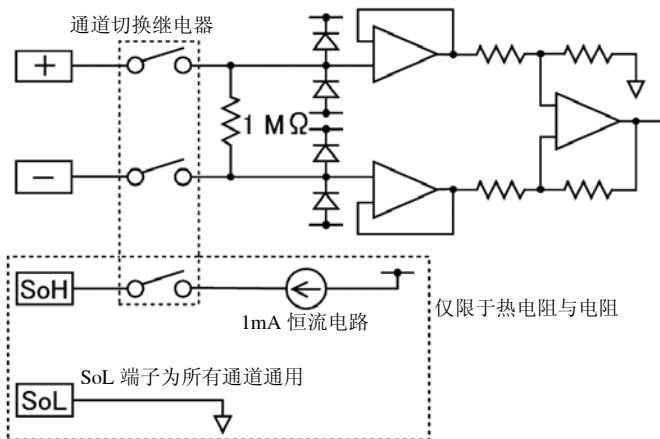 通道切换继电器
+
1 MΩ
−
SoH
1mA 恒流电路
仅限于热电阻与电阻
SoL 端子为所有通道通用
SoL